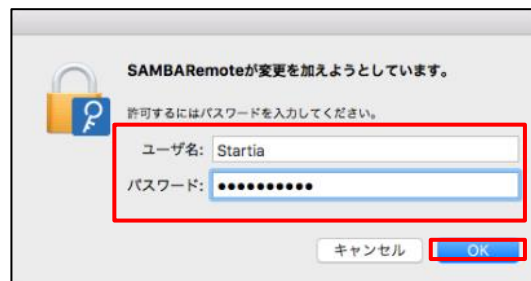 SAMBARemoteが変更を加えようとしています。
許可するにはパスワードを入力してください。
ユーザ名: Startia
パスワード: ●●●●●●●●●●
キャンセル OK